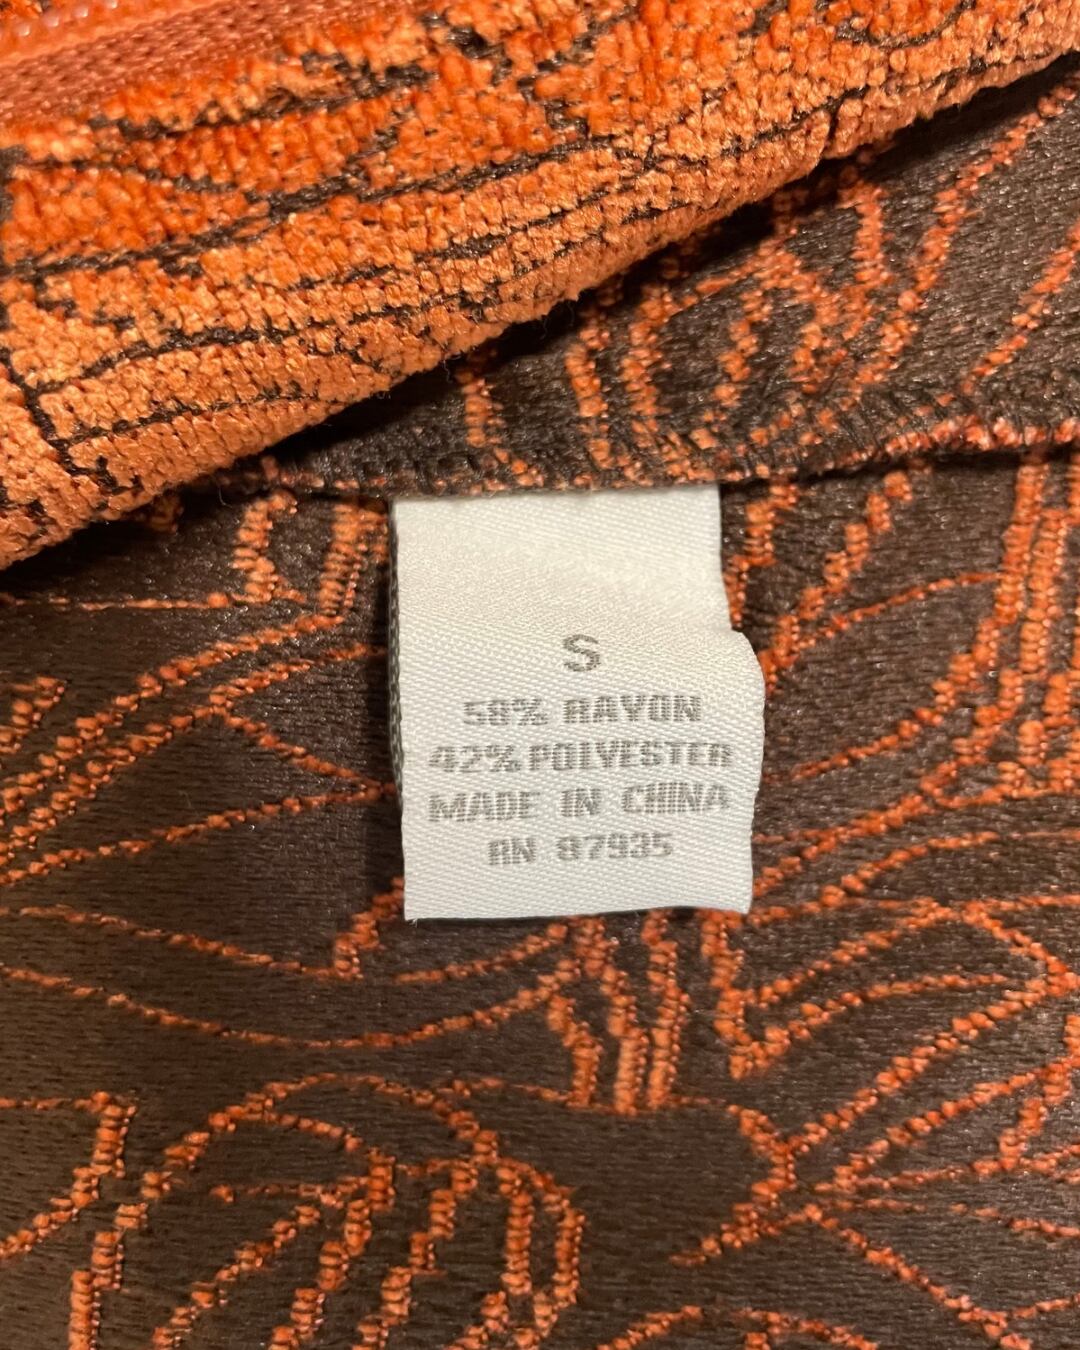 S
58% RAYON
42% POLYESTER
MADE IN CHINA
RN 87935